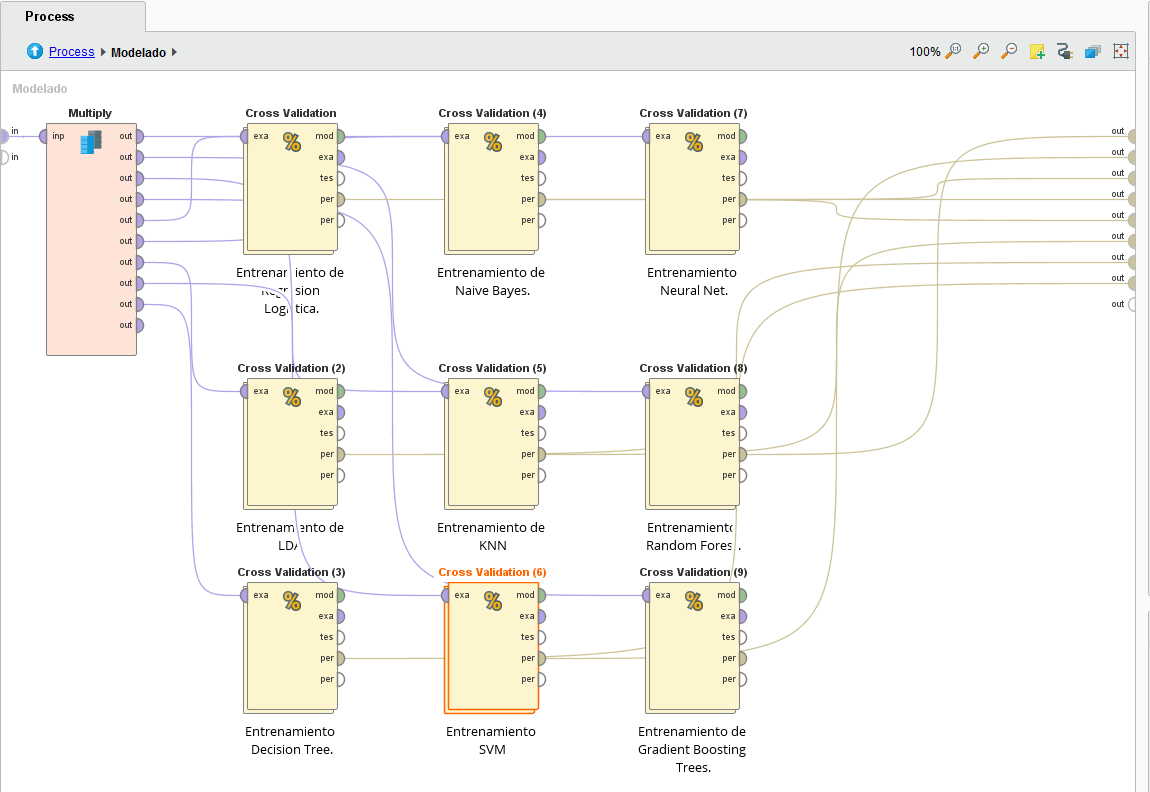 Process
Process
Modelado
100%
Modelado
in
in
Multiply
inp
out
out
out
out
out
out
out
out
out
out
Cross Validation
exa
mod
exa
tes
per
per
Entrenamiento de
Regresion
Logistica.
Cross Validation (4)
exa
mod
exa
tes
per
per
Entrenamiento de
Naive Bayes.
Cross Validation (7)
exa
mod
exa
tes
per
per
Entrenamiento
Neural Net.
out
out
out
out
out
out
out
out
out
Cross Validation (2)
exa
mod
exa
tes
per
per
Entrenamiento de
LDA
Cross Validation (5)
exa
mod
exa
tes
per
per
Entrenamiento de
KNN
Cross Validation (8)
exa
mod
exa
tes
per
per
Entrenamiento
Random Forest.
Cross Validation (3)
exa
mod
exa
tes
per
per
Entrenamiento
Decision Tree.
Cross Validation (6)
exa
mod
exa
tes
per
per
Entrenamiento
SVM
Cross Validation (9)
exa
mod
exa
tes
per
per
Entrenamiento de
Gradient Boosting
Trees.